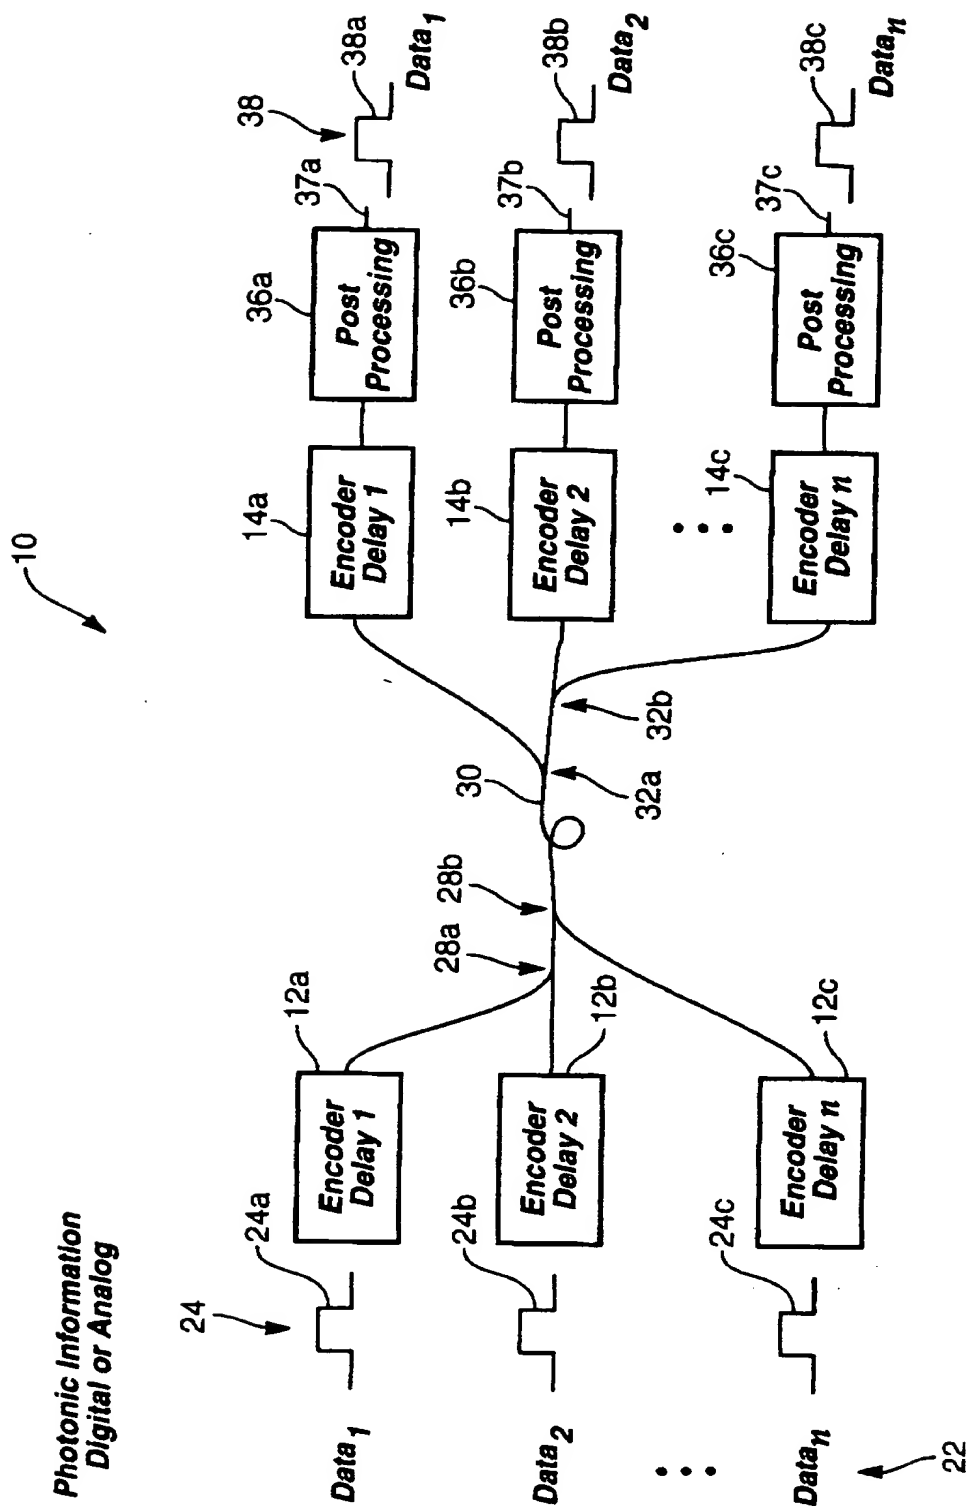 10
Photonic Information
Digital or Analog
24
24a
12a
14a
36a
37a
38
38a
Data1
Encoder
Delay 1
Encoder
Delay 1
Post
Processing
Data1
28a
28b
30
24b
12b
14b
36b
37b
38b
Data2
Encoder
Delay 2
Encoder
Delay 2
Post
Processing
Data2
32a
32b
24c
12c
14c
36c
37c
38c
Datan
Encoder
Delay n
Encoder
Delay n
Post
Processing
Datan
22